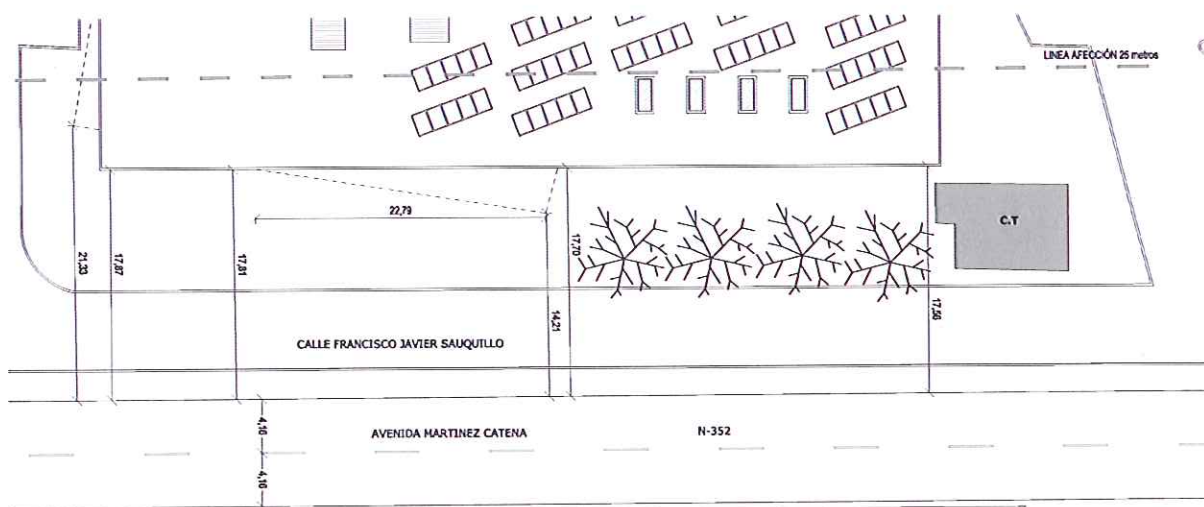 LINEA AFECCIÓN 25 metros
22,79
C.T
21,33
17,87
17,81
17,70
14,21
17,56
CALLE FRANCISCO JAVIER SAUQUILLO
4,16
4,16
AVENIDA MARTINEZ CATENA
N-352